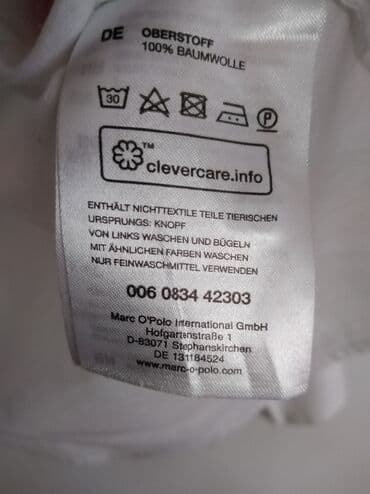 DE OBERSTOFF
100% BAUMWOLLE
30 P
™
clevercare.info
ENTHÄLT NICHTTEXTILE TEILE TIERISCHEN
URSPRUNGS: KNOPF
VON LINKS WASCHEN UND BÜGELN
MIT ÄHNLICHEN FARBEN WASCHEN
NUR FEINWASCHMITTEL VERWENDEN
006 0834 42303
Marc O'Polo International GmbH
Hofgartenstraße 1
D-83071 Stephanskirchen
DE 131184524
www.marc-o-polo.com